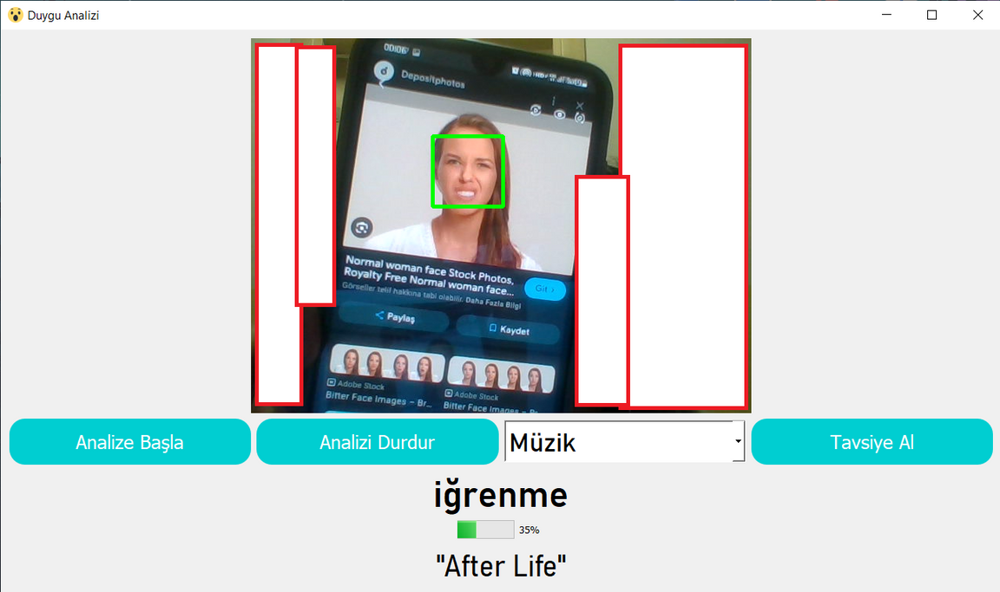 Duygu Analizi
00:06
Depositphotos
Normal woman face Stock Photos,
Royalty Free Normal woman face...
Git >
Görseller telif hakkına tabi olabilir. Daha Fazla Bilgi
Paylaş
Kaydet
Adobe Stock
Bitter Face Images – Br...
Adobe Stock
Bitter Face Images – Br...
Analize Başla
Analizi Durdur
Müzik
Tavsiye Al
iğrenme
35%
"After Life"